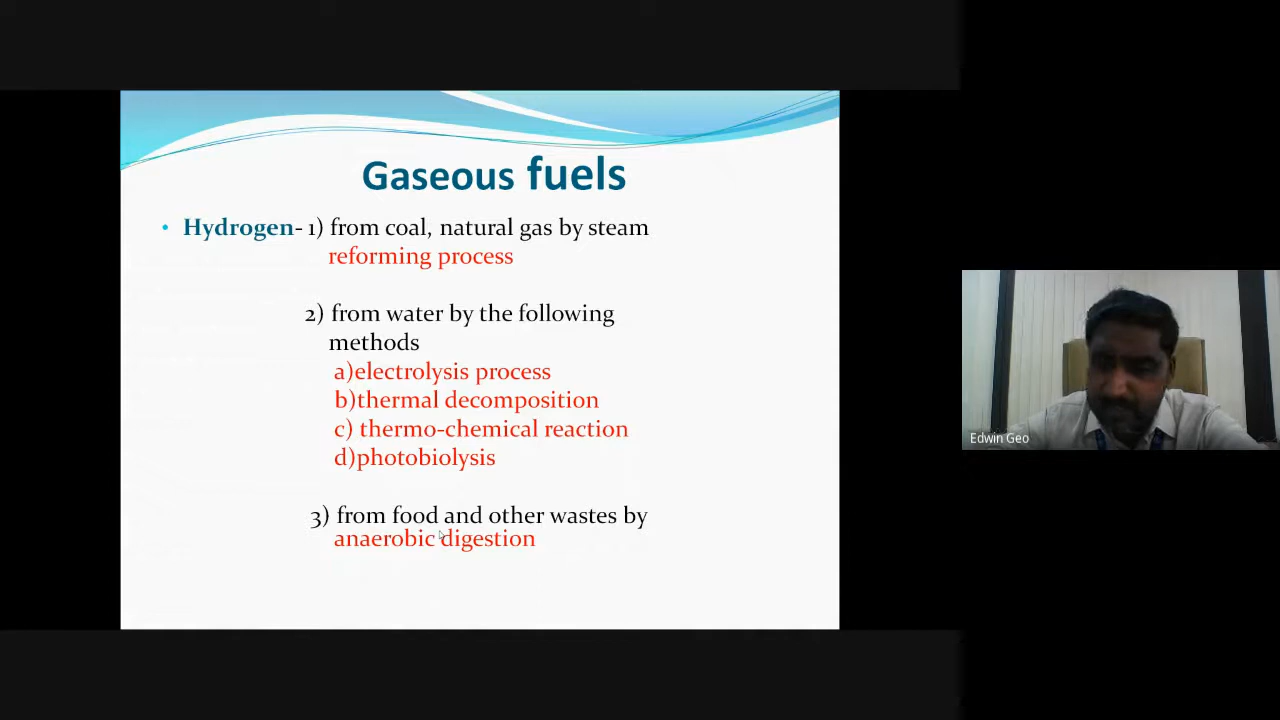 Gaseous fuels
• Hydrogen- 1) from coal, natural gas by steam
reforming process
2) from water by the following
methods
a)electrolysis process
b)thermal decomposition
c) thermo-chemical reaction
d)photobiolysis
3) from food and other wastes by
anaerobic digestion
Edwin Geo